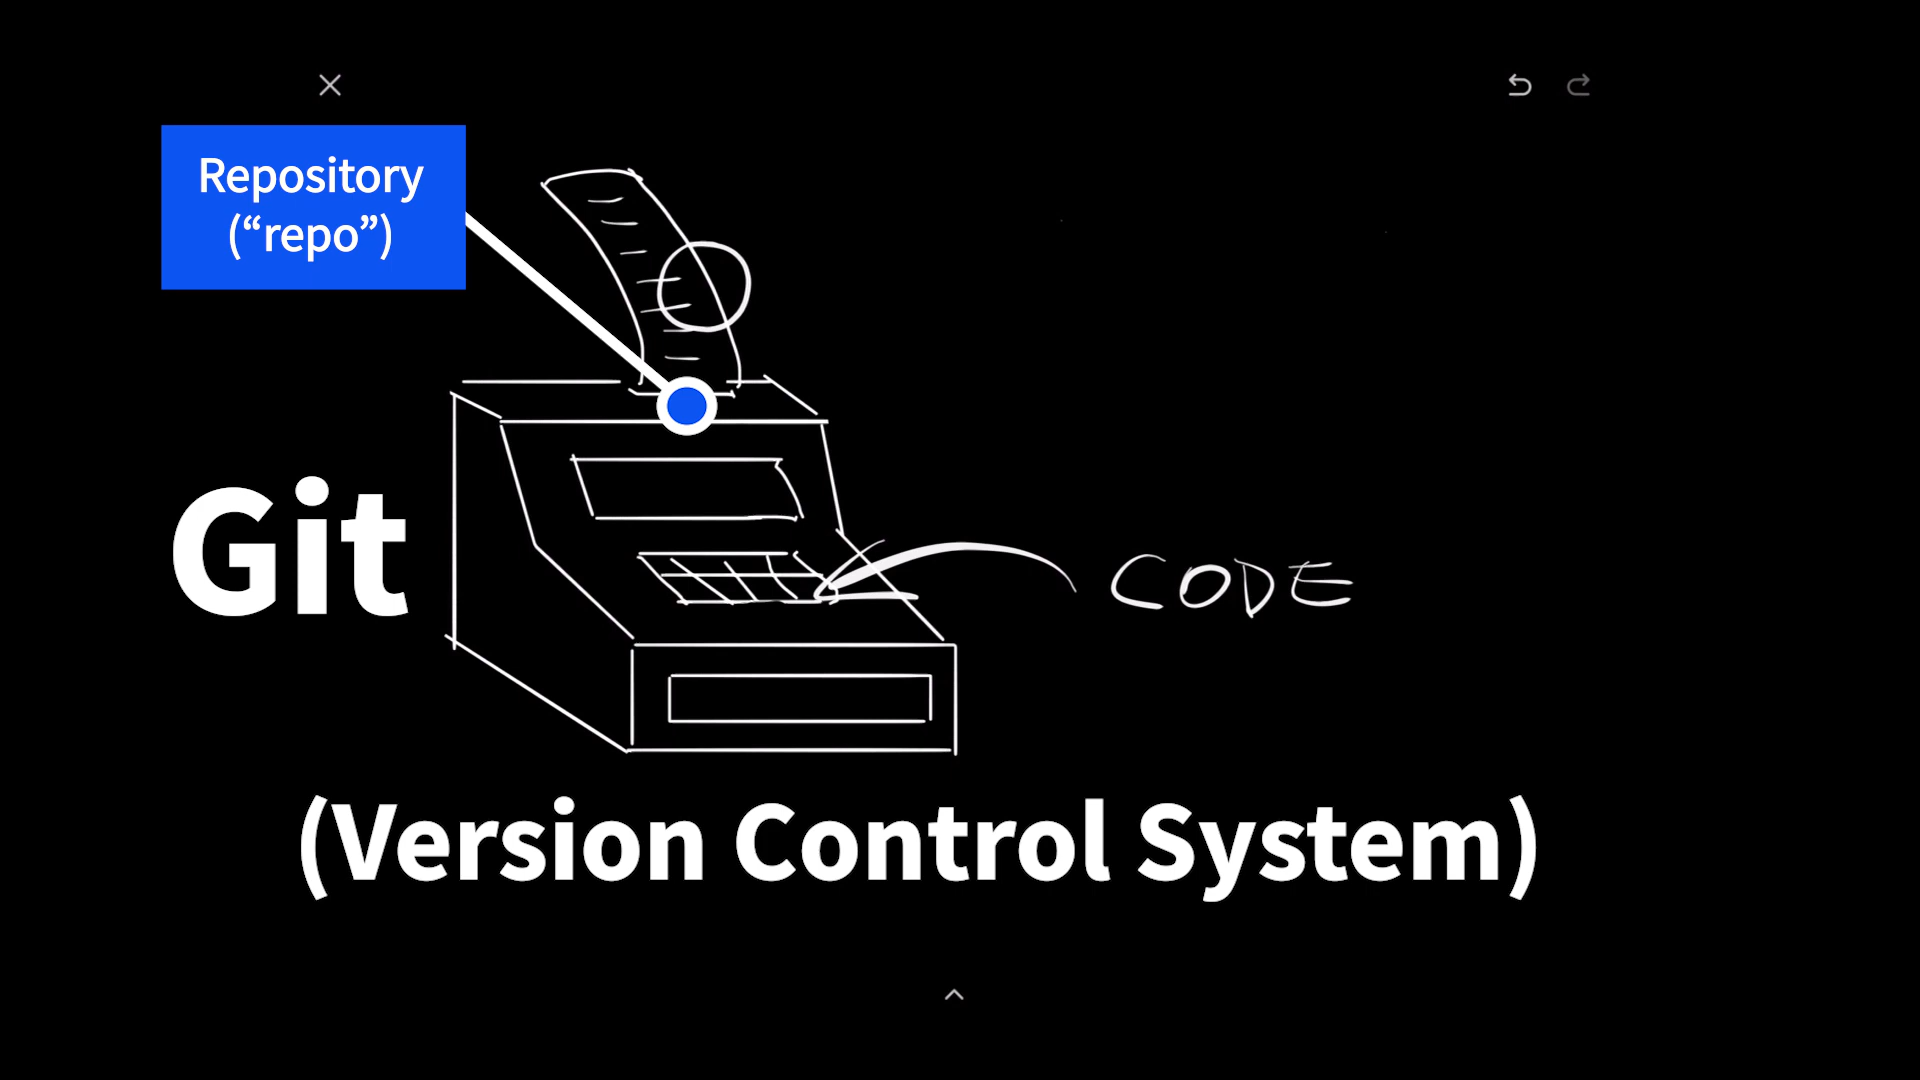 Repository
(“repo”)
Git
CODE
(Version Control System)